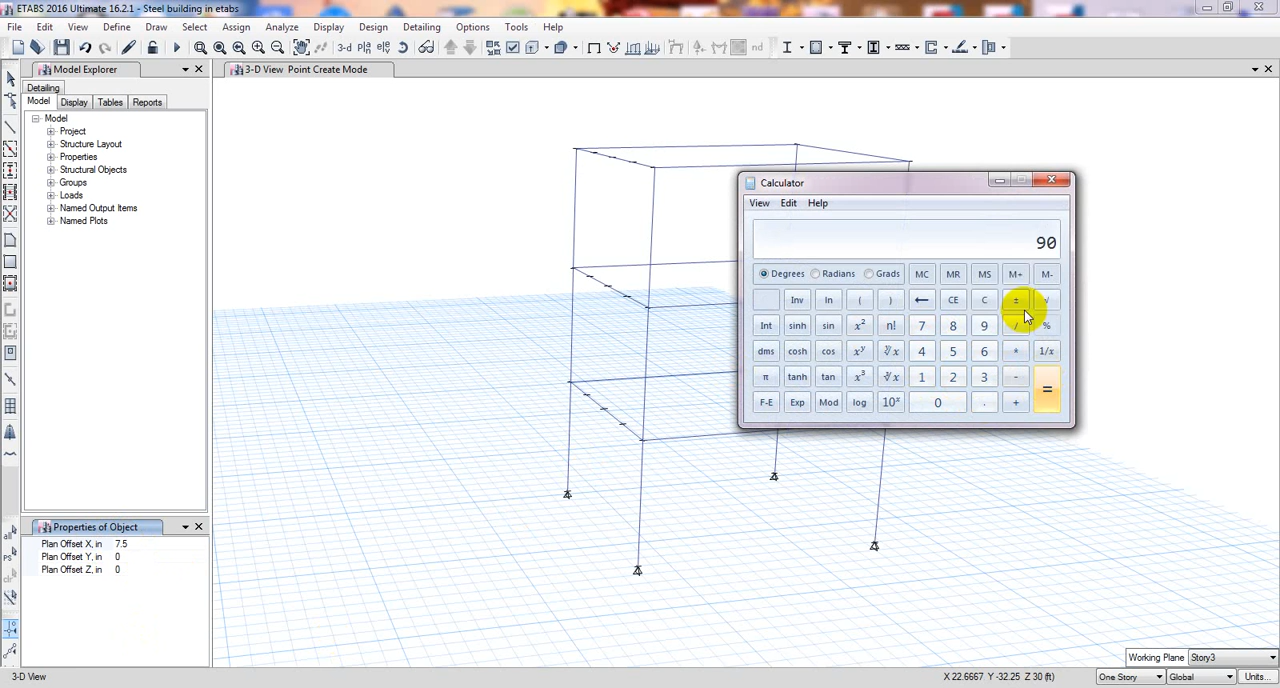 ETABS 2016 Ultimate 16.2.1 - Steel building in etabs
File Edit View Define Draw Select Assign Analyze Display Design Detailing Options Tools Help
3-d nd
Model Explorer
3-D View Point Create Mode
Detailing
Model Display Tables Reports
Model
Project
Structure Layout
Properties
Structural Objects
Groups
Loads
Named Output Items
Named Plots
Calculator
View Edit Help
90
Degrees Radians Grads MC MR MS M+ M-
Inv ln ( ) ← CE C ± √
Int sinh sin x² n! 7 8 9 / %
dms cosh cos xʸ ʸ√x 4 5 6 * 1/x
π tanh tan x³ ³√x 1 2 3 - =
F-E Exp Mod log 10ˣ 0 . +
Properties of Object
Plan Offset X, in 7.5
Plan Offset Y, in 0
Plan Offset Z, in 0
Working Plane Story3
3-D View X 22.6667 Y -32.25 Z 30 (ft) One Story Global Units...